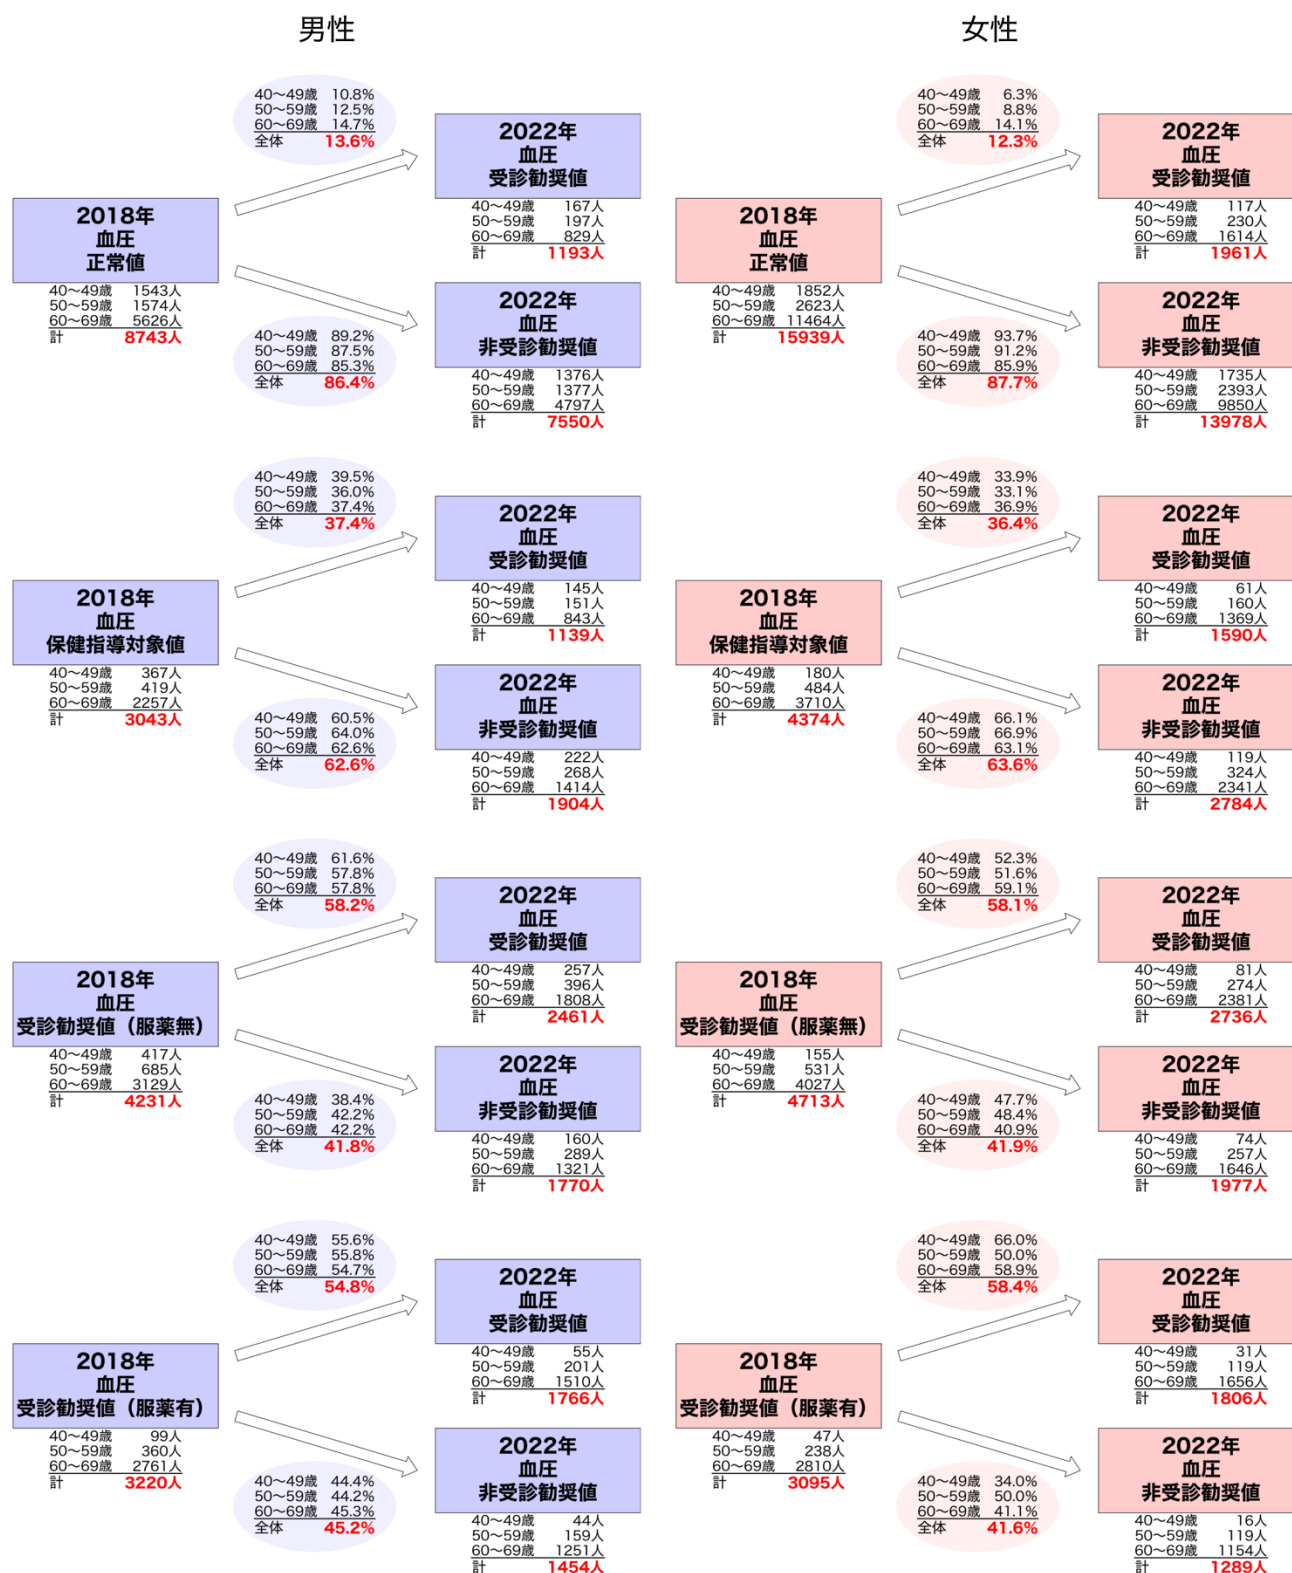 男性
40〜49歳 10.8%
50〜59歳 12.5%
60〜69歳 14.7%
全体 13.6%
2018年
血圧
正常値
40〜49歳 1543人
50〜59歳 1574人
60〜69歳 5626人
計 8743人
2022年
血圧
受診勧奨値
40〜49歳 167人
50〜59歳 197人
60〜69歳 829人
計 1193人
40〜49歳 89.2%
50〜59歳 87.5%
60〜69歳 85.3%
全体 86.4%
2022年
血圧
非受診勧奨値
40〜49歳 1376人
50〜59歳 1377人
60〜69歳 4797人
計 7550人
40〜49歳 39.5%
50〜59歳 36.0%
60〜69歳 37.4%
全体 37.4%
2018年
血圧
保健指導対象値
40〜49歳 367人
50〜59歳 419人
60〜69歳 2257人
計 3043人
2022年
血圧
受診勧奨値
40〜49歳 145人
50〜59歳 151人
60〜69歳 843人
計 1139人
40〜49歳 60.5%
50〜59歳 64.0%
60〜69歳 62.6%
全体 62.6%
2022年
血圧
非受診勧奨値
40〜49歳 222人
50〜59歳 268人
60〜69歳 1414人
計 1904人
40〜49歳 61.6%
50〜59歳 57.8%
60〜69歳 57.8%
全体 58.2%
2018年
血圧
受診勧奨値（服薬無）
40〜49歳 417人
50〜59歳 685人
60〜69歳 3129人
計 4231人
2022年
血圧
受診勧奨値
40〜49歳 257人
50〜59歳 396人
60〜69歳 1808人
計 2461人
40〜49歳 38.4%
50〜59歳 42.2%
60〜69歳 42.2%
全体 41.8%
2022年
血圧
非受診勧奨値
40〜49歳 160人
50〜59歳 289人
60〜69歳 1321人
計 1770人
40〜49歳 55.6%
50〜59歳 55.8%
60〜69歳 54.7%
全体 54.8%
2018年
血圧
受診勧奨値（服薬有）
40〜49歳 99人
50〜59歳 360人
60〜69歳 2761人
計 3220人
2022年
血圧
受診勧奨値
40〜49歳 55人
50〜59歳 201人
60〜69歳 1510人
計 1766人
40〜49歳 44.4%
50〜59歳 44.2%
60〜69歳 45.3%
全体 45.2%
2022年
血圧
非受診勧奨値
40〜49歳 44人
50〜59歳 159人
60〜69歳 1251人
計 1454人
女性
40〜49歳 6.3%
50〜59歳 8.8%
60〜69歳 14.1%
全体 12.3%
2018年
血圧
正常値
40〜49歳 1852人
50〜59歳 2623人
60〜69歳 11464人
計 15939人
2022年
血圧
受診勧奨値
40〜49歳 117人
50〜59歳 230人
60〜69歳 1614人
計 1961人
40〜49歳 93.7%
50〜59歳 91.2%
60〜69歳 85.9%
全体 87.7%
2022年
血圧
非受診勧奨値
40〜49歳 1735人
50〜59歳 2393人
60〜69歳 9850人
計 13978人
40〜49歳 33.9%
50〜59歳 33.1%
60〜69歳 36.9%
全体 36.4%
2018年
血圧
保健指導対象値
40〜49歳 180人
50〜59歳 484人
60〜69歳 3710人
計 4374人
2022年
血圧
受診勧奨値
40〜49歳 61人
50〜59歳 160人
60〜69歳 1369人
計 1590人
40〜49歳 66.1%
50〜59歳 66.9%
60〜69歳 63.1%
全体 63.6%
2022年
血圧
非受診勧奨値
40〜49歳 119人
50〜59歳 324人
60〜69歳 2341人
計 2784人
40〜49歳 52.3%
50〜59歳 51.6%
60〜69歳 59.1%
全体 58.1%
2018年
血圧
受診勧奨値（服薬無）
40〜49歳 155人
50〜59歳 531人
60〜69歳 4027人
計 4713人
2022年
血圧
受診勧奨値
40〜49歳 81人
50〜59歳 274人
60〜69歳 2381人
計 2736人
40〜49歳 47.7%
50〜59歳 48.4%
60〜69歳 40.9%
全体 41.9%
2022年
血圧
非受診勧奨値
40〜49歳 74人
50〜59歳 257人
60〜69歳 1646人
計 1977人
40〜49歳 66.0%
50〜59歳 50.0%
60〜69歳 58.9%
全体 58.4%
2018年
血圧
受診勧奨値（服薬有）
40〜49歳 47人
50〜59歳 238人
60〜69歳 2810人
計 3095人
2022年
血圧
受診勧奨値
40〜49歳 31人
50〜59歳 119人
60〜69歳 1656人
計 1806人
40〜49歳 34.0%
50〜59歳 50.0%
60〜69歳 41.1%
全体 41.6%
2022年
血圧
非受診勧奨値
40〜49歳 16人
50〜59歳 119人
60〜69歳 1154人
計 1289人